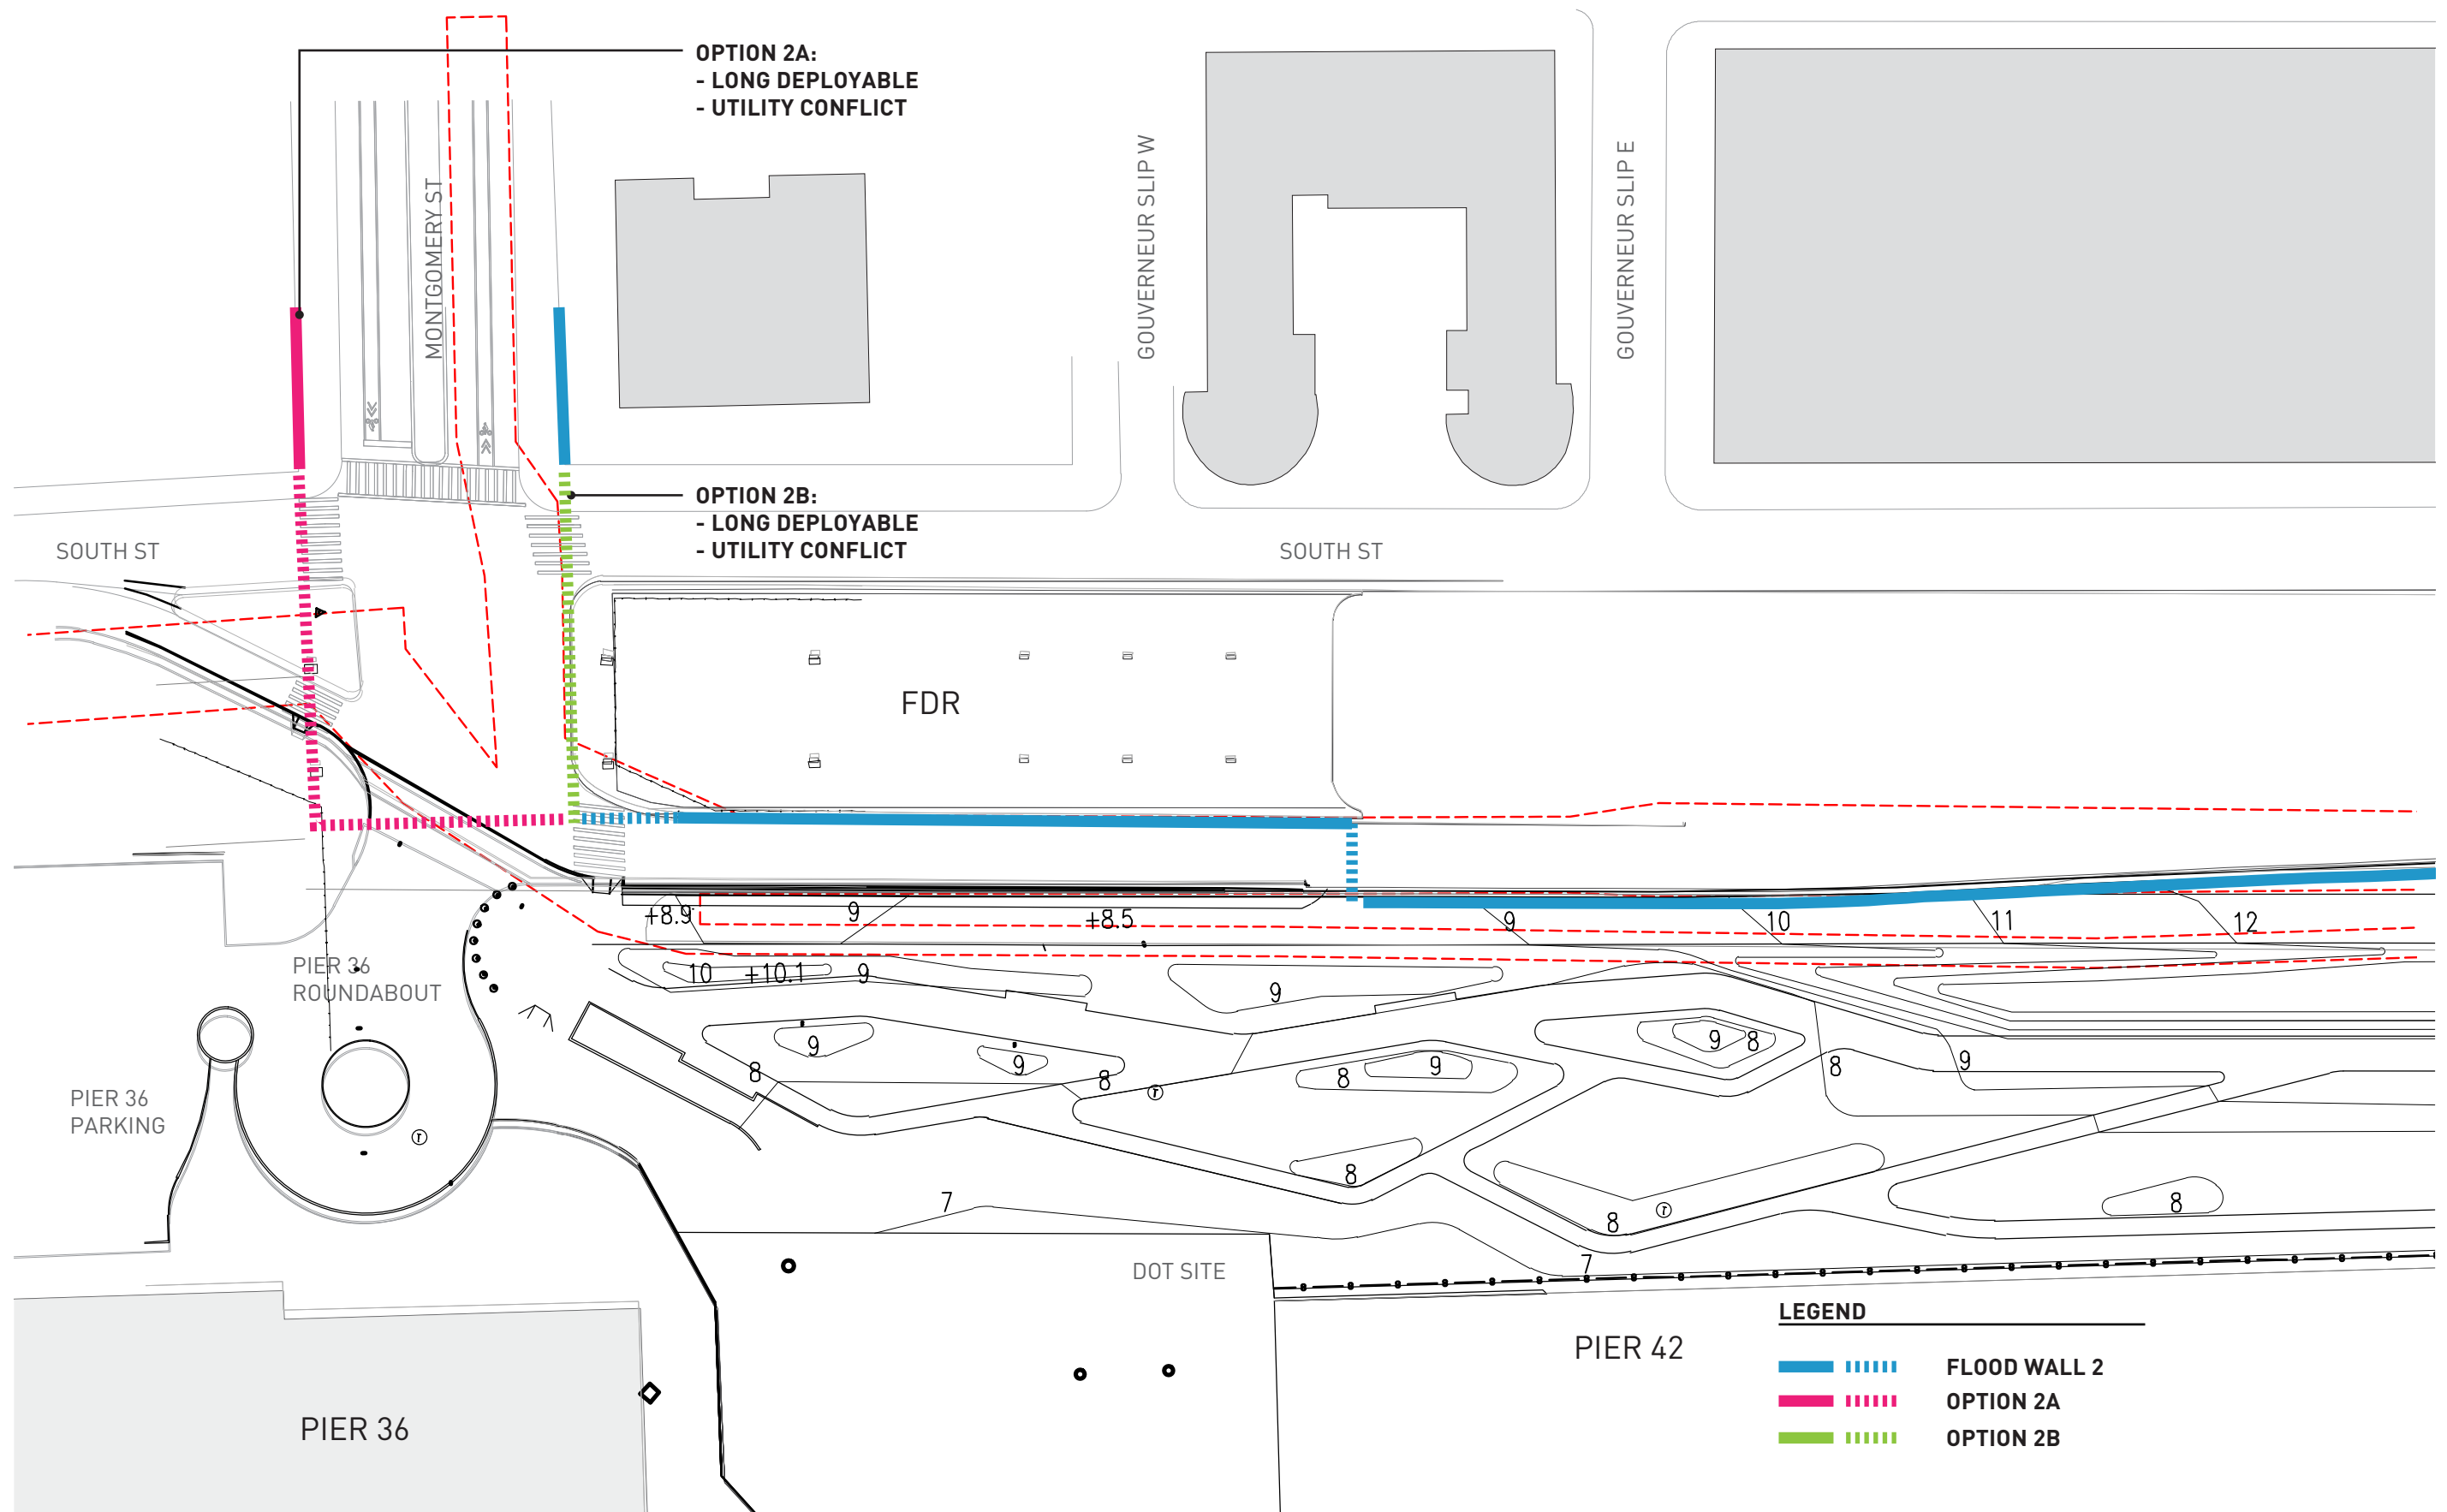 OPTION 2A:
- LONG DEPLOYABLE
- UTILITY CONFLICT
MONTGOMERY ST
GOUVERNEUR SLIP W
GOUVERNEUR SLIP E
OPTION 2B:
- LONG DEPLOYABLE
- UTILITY CONFLICT
SOUTH ST
SOUTH ST
FDR
+8.9
9
+8.5
9
10
11
12
PIER 36
ROUNDABOUT
10
+10.1
9
9
9
9
8
8
8
9
9
8
8
9
PIER 36
PARKING
8
8
8
7
7
DOT SITE
LEGEND
PIER 42
FLOOD WALL 2
OPTION 2A
OPTION 2B
PIER 36